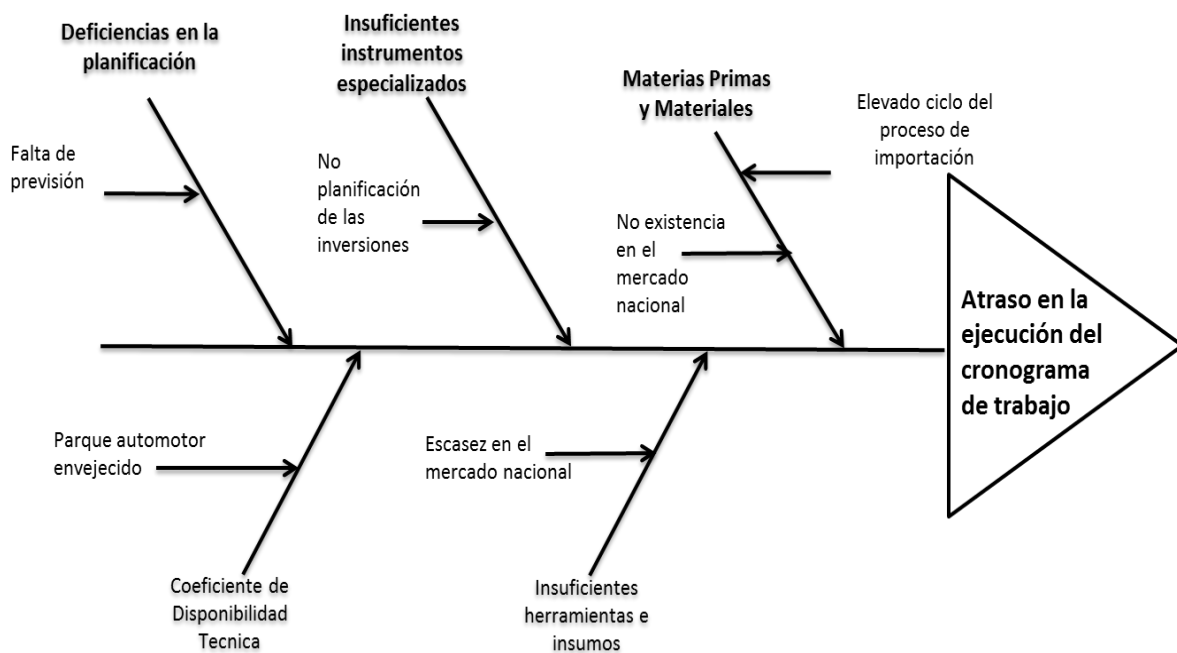 Deficiencias en la
planificación
Insuficientes
instrumentos
especializados
Materias Primas
y Materiales
Elevado ciclo del
proceso de
importación
Falta de
previsión
No
planificación
de las
inversiones
No existencia
en el
mercado
nacional
Atraso en la
ejecución del
cronograma
de trabajo
Parque automotor
envejecido
Escasez en el
mercado nacional
Coeficiente de
Disponibilidad
Tecnica
Insuficientes
herramientas e
insumos